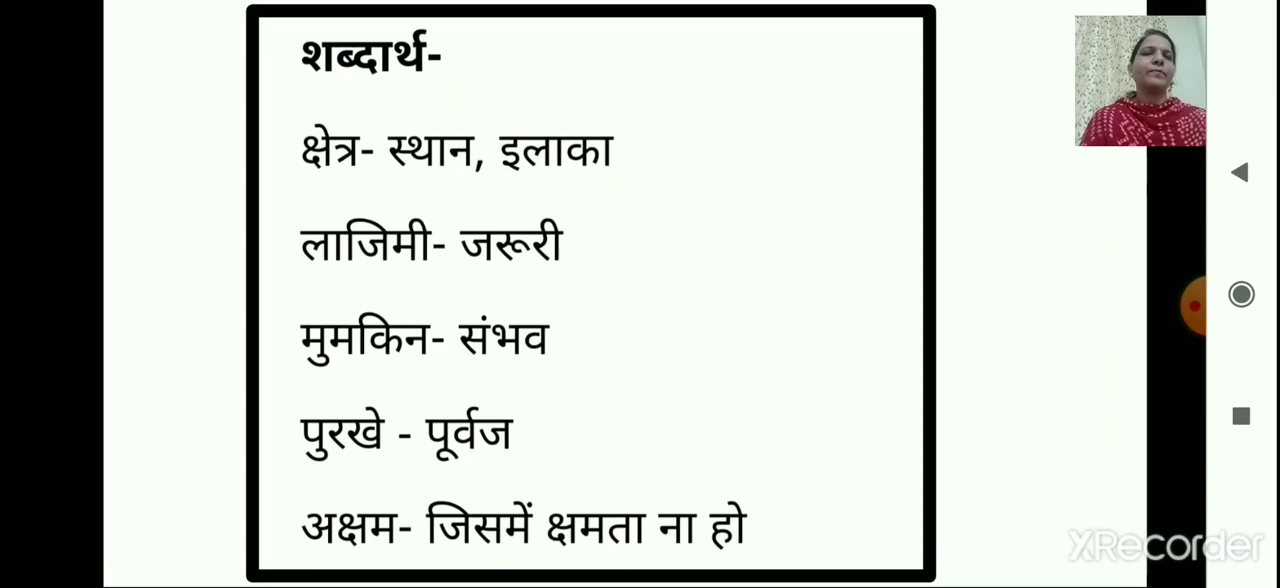 शब्दार्थ-
क्षेत्र- स्थान, इलाका
लाजिमी- जरूरी
मुमकिन- संभव
पुरखे - पूर्वज
अक्षम- जिसमें क्षमता ना हो
XRecorder